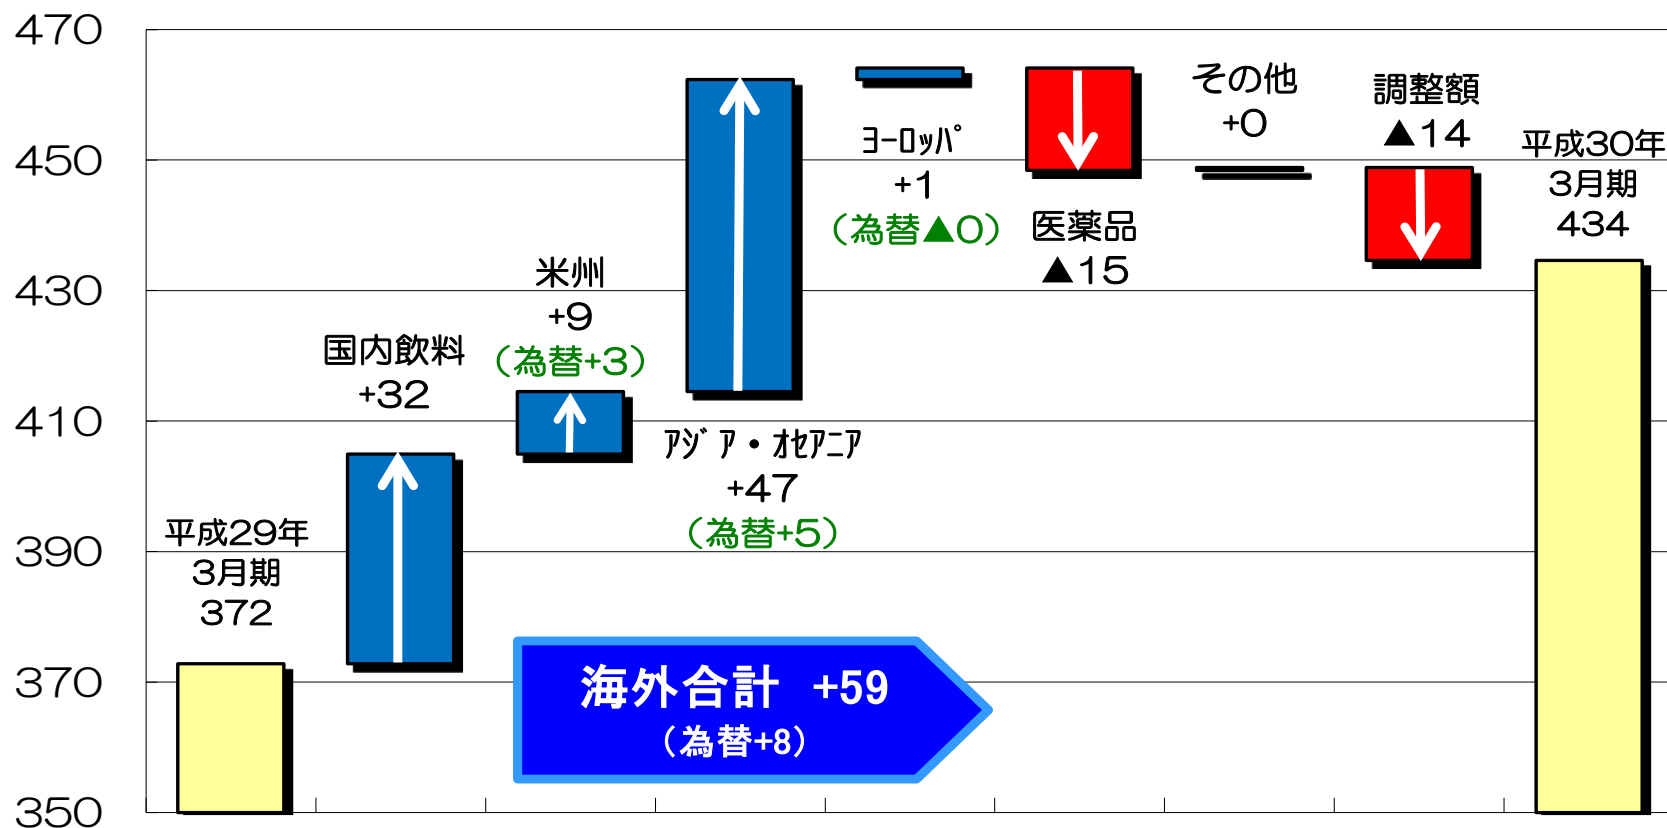 470
450
430
410
390
370
350
平成29年
3月期
372
国内飲料
+32
米州
+9
（為替+3）
ｱｼﾞｱ・ｵｾｱﾆｱ
+47
（為替+5）
ﾖｰﾛｯﾊﾟ
+1
（為替▲0）
医薬品
▲15
その他
+0
調整額
▲14
平成30年
3月期
434
海外合計 +59
（為替+8）